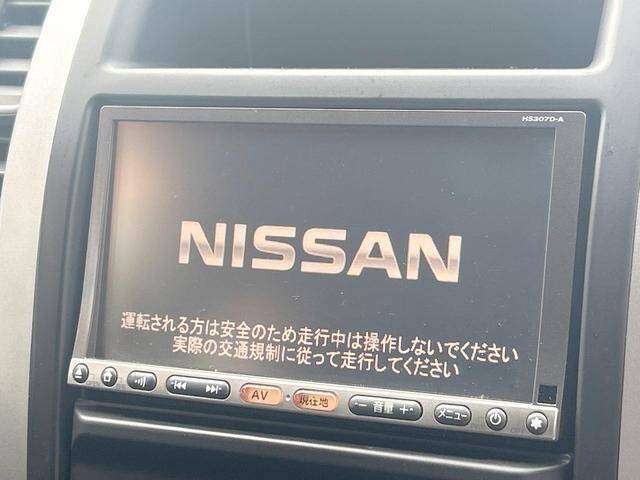 HS307D-A
NISSAN
運転される方は安全のため走行中は操作しないでください
実際の交通規制に従って走行してください
AV 現在地 音量 メニュー